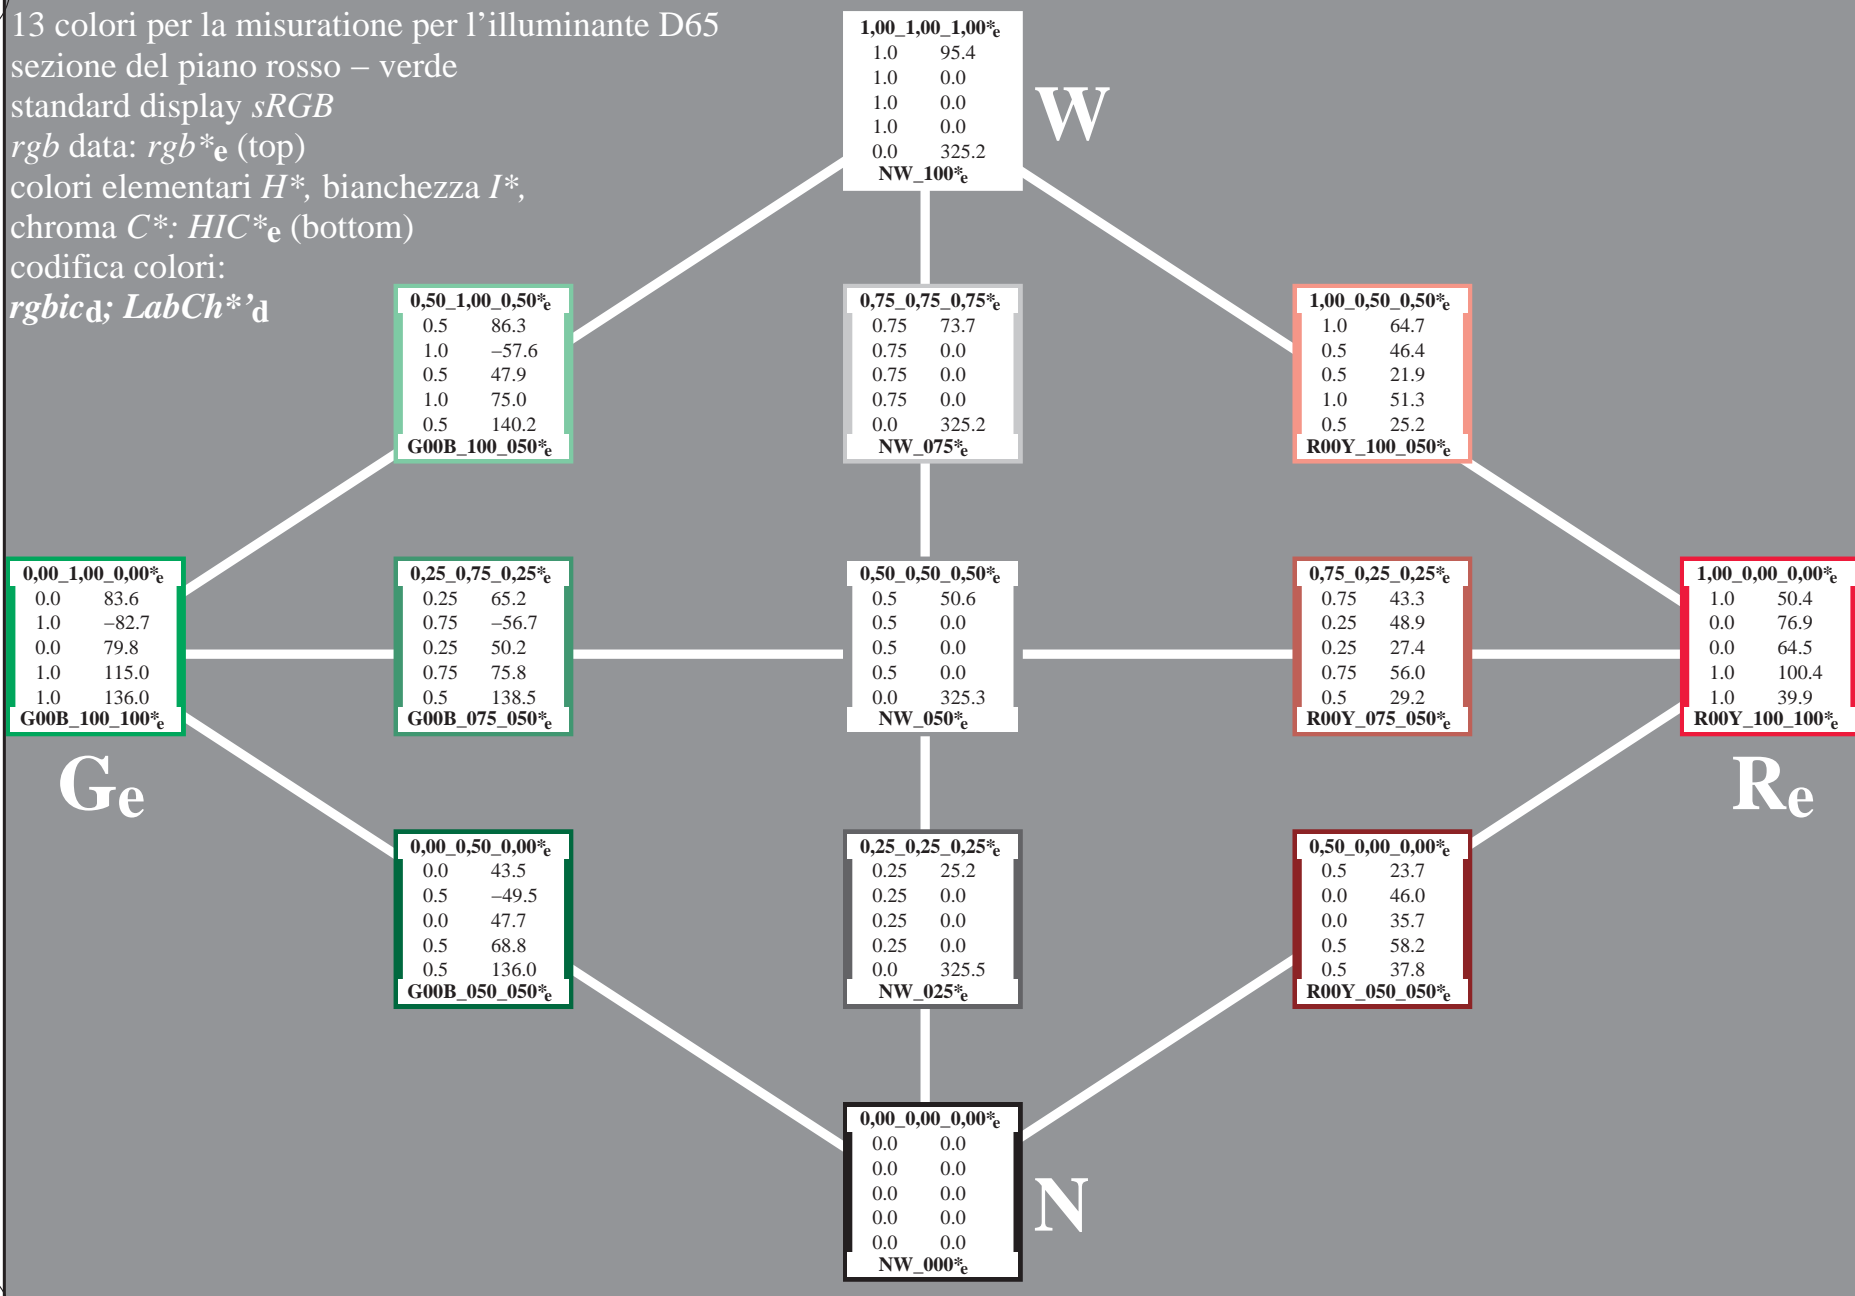 13 colori per la misuratione per l’illuminante D65
sezione del piano rosso – verde
standard display sRGB
rgb data: rgb*e (top)
colori elementari H*, bianchezza I*,
chroma C*: HIC*e (bottom)
codifica colori:
rgbicd; LabCh*’d
1,00_1,00_1,00*e
1.0 95.4
1.0 0.0
1.0 0.0
1.0 0.0
0.0 325.2
NW_100*e
W
0,50_1,00_0,50*e
0.5 86.3
1.0 –57.6
0.5 47.9
1.0 75.0
0.5 140.2
G00B_100_050*e
0,75_0,75_0,75*e
0.75 73.7
0.75 0.0
0.75 0.0
0.75 0.0
0.0 325.2
NW_075*e
1,00_0,50_0,50*e
1.0 64.7
0.5 46.4
0.5 21.9
1.0 51.3
0.5 25.2
R00Y_100_050*e
0,00_1,00_0,00*e
0.0 83.6
1.0 –82.7
0.0 79.8
1.0 115.0
1.0 136.0
G00B_100_100*e
Ge
0,25_0,75_0,25*e
0.25 65.2
0.75 –56.7
0.25 50.2
0.75 75.8
0.5 138.5
G00B_075_050*e
0,50_0,50_0,50*e
0.5 50.6
0.5 0.0
0.5 0.0
0.5 0.0
0.0 325.3
NW_050*e
0,75_0,25_0,25*e
0.75 43.3
0.25 48.9
0.25 27.4
0.75 56.0
0.5 29.2
R00Y_075_050*e
1,00_0,00_0,00*e
1.0 50.4
0.0 76.9
0.0 64.5
1.0 100.4
1.0 39.9
R00Y_100_100*e
Re
0,00_0,50_0,00*e
0.0 43.5
0.5 –49.5
0.0 47.7
0.5 68.8
0.5 136.0
G00B_050_050*e
0,25_0,25_0,25*e
0.25 25.2
0.25 0.0
0.25 0.0
0.25 0.0
0.0 325.5
NW_025*e
0,50_0,00_0,00*e
0.5 23.7
0.0 46.0
0.0 35.7
0.5 58.2
0.5 37.8
R00Y_050_050*e
0,00_0,00_0,00*e
0.0 0.0
0.0 0.0
0.0 0.0
0.0 0.0
0.0 0.0
NW_000*e
N